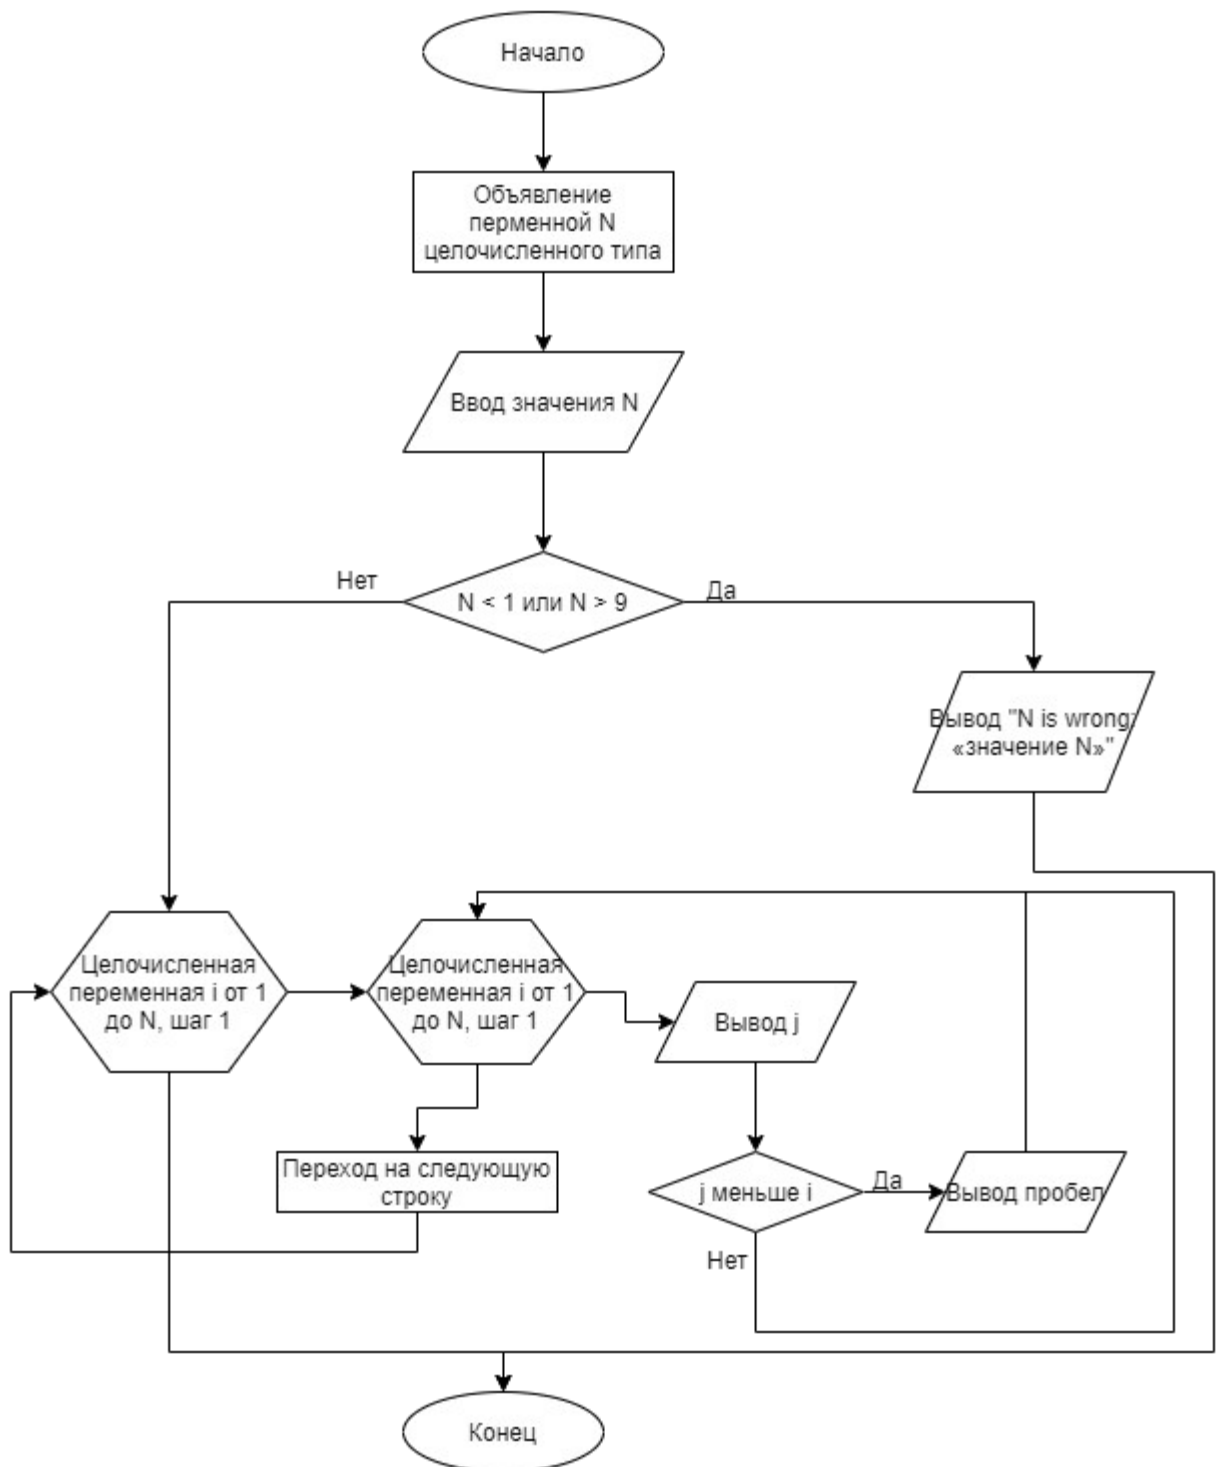 Начало
Объявление
перменной N
целочисленного типа
Ввод значения N
Нет
N < 1 или N > 9
Да
Вывод "N is wrong:
«значение N»"
Целочисленная
переменная i от 1
до N, шаг 1
Целочисленная
переменная i от 1
до N, шаг 1
Вывод j
Переход на следующую
строку
j меньше i
Да
Вывод пробел
Нет
Конец